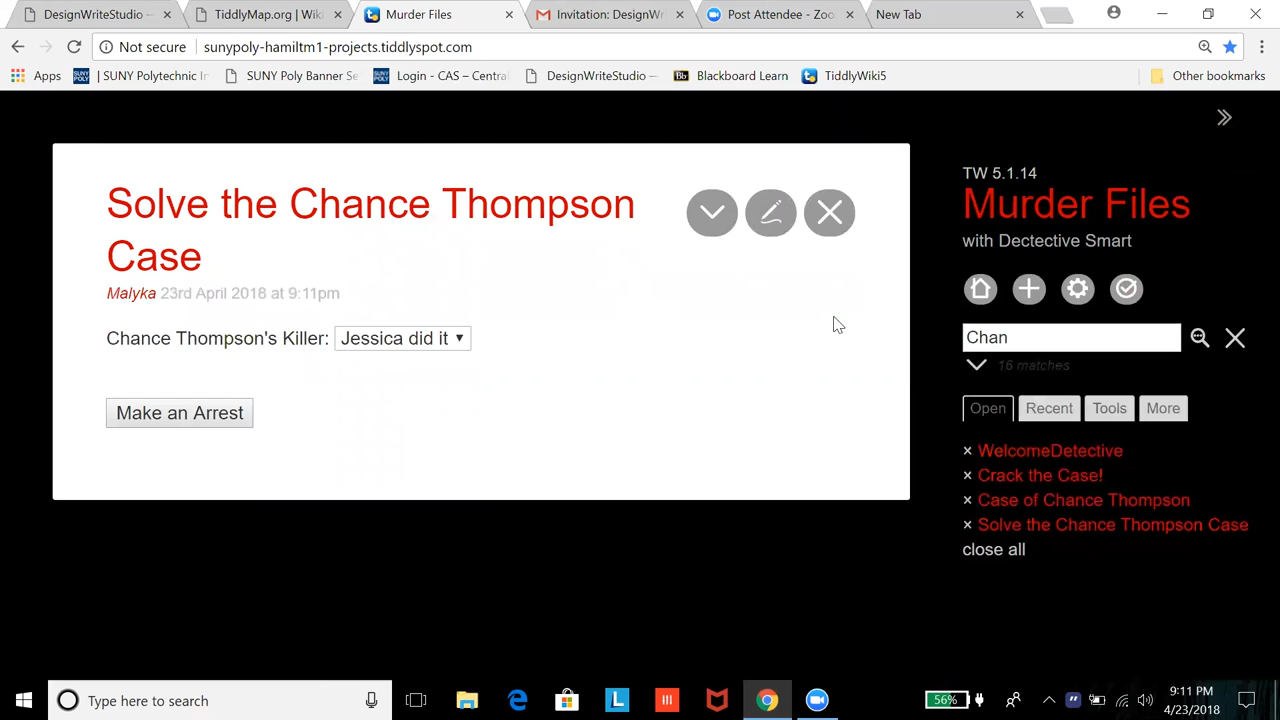 DesignWriteStudio –
TiddlyMap.org | Wiki
Murder Files
Invitation: DesignWr
Post Attendee - Zoo
New Tab
Not secure
sunypoly-hamiltm1-projects.tiddlyspot.com
Apps
| SUNY Polytechnic In
SUNY Poly Banner Se
Login - CAS – Central
DesignWriteStudio —
Bb
Blackboard Learn
TiddlyWiki5
Other bookmarks
Solve the Chance Thompson
Case
Malyka 23rd April 2018 at 9:11pm
Chance Thompson's Killer: Jessica did it
Make an Arrest
TW 5.1.14
Murder Files
with Dectective Smart
Chan
16 matches
Open
Recent
Tools
More
× WelcomeDetective
× Crack the Case!
× Case of Chance Thompson
× Solve the Chance Thompson Case
close all
Type here to search
56%
9:11 PM
4/23/2018